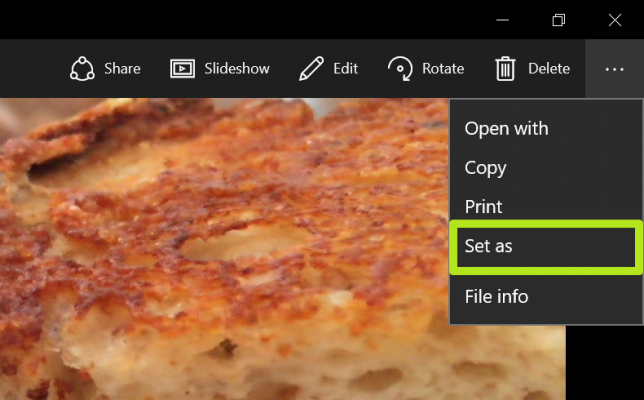 Share Slideshow Edit Rotate Delete
Open with
Copy
Print
Set as
File info